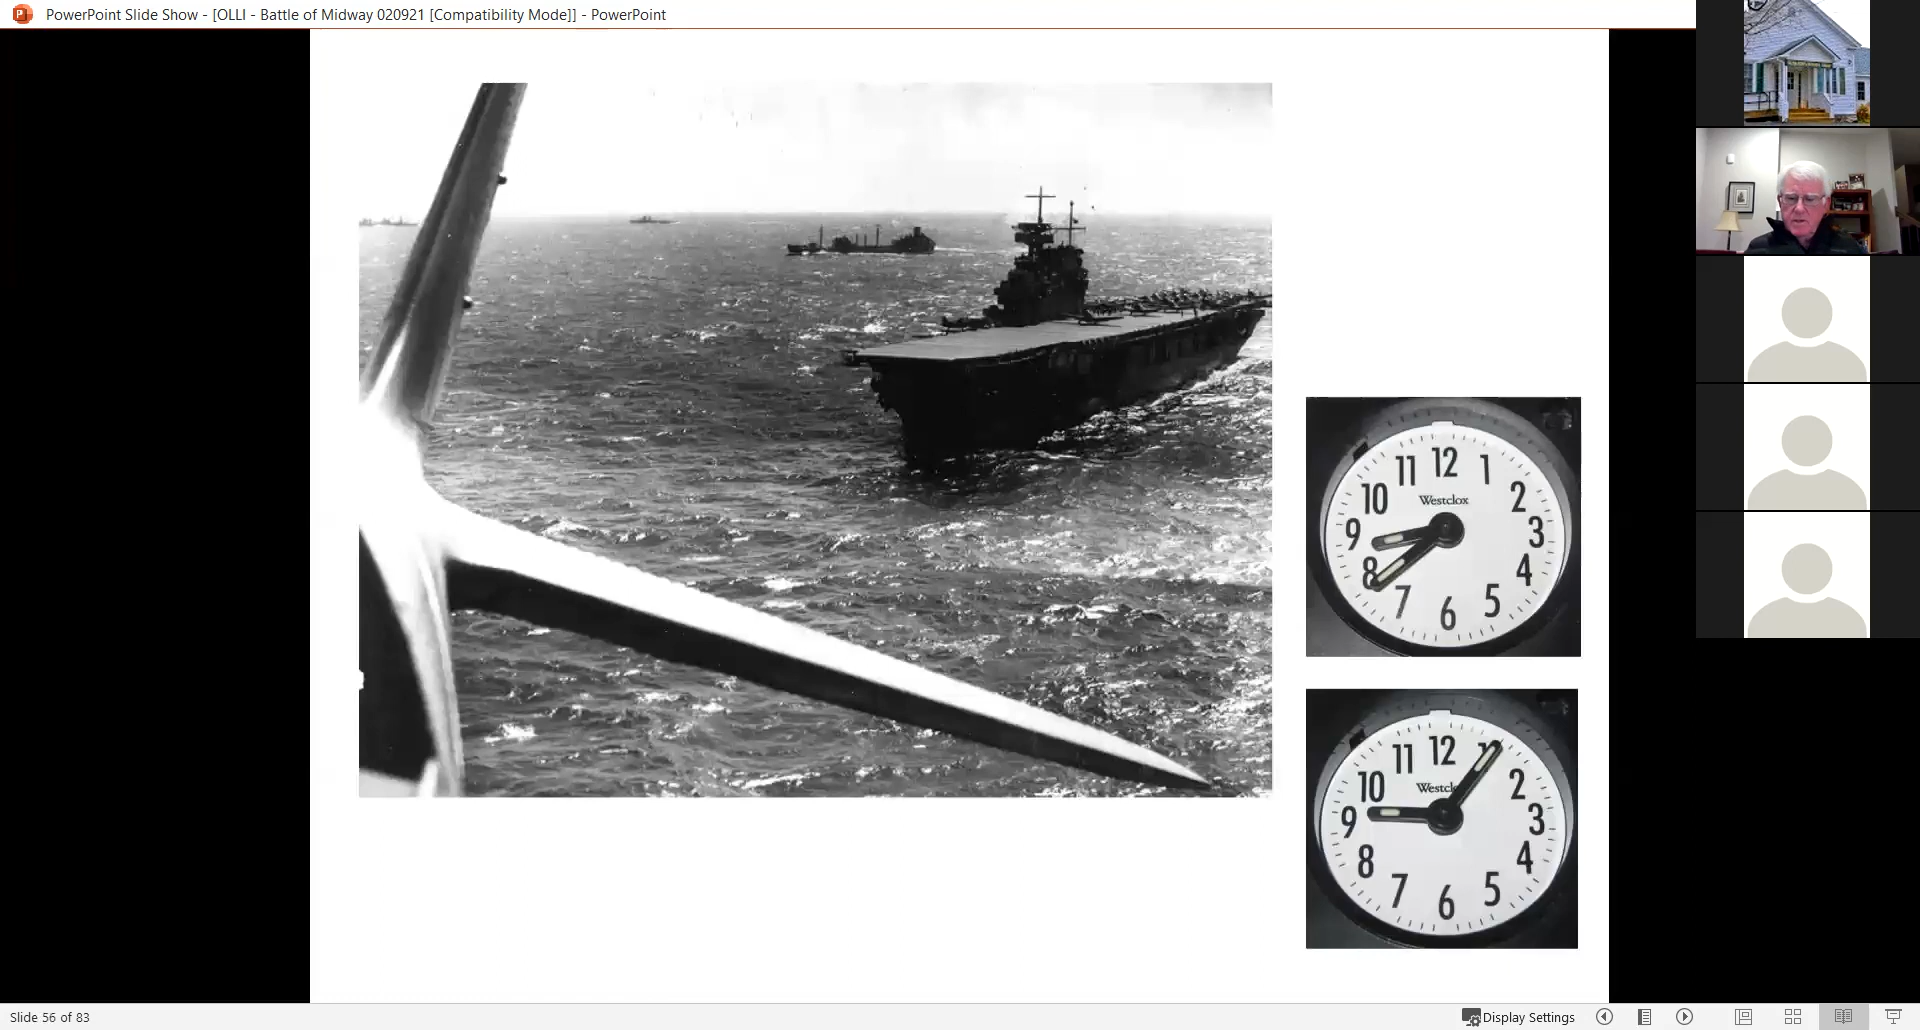 PowerPoint Slide Show - [OLLI - Battle of Midway 020921 [Compatibility Mode]] - PowerPoint
11 12 1
10 Westclox 2
9 3
8 4
7 6 5
11 12
10 2
9 3
8 4
7 6 5
Slide 56 of 83
Display Settings